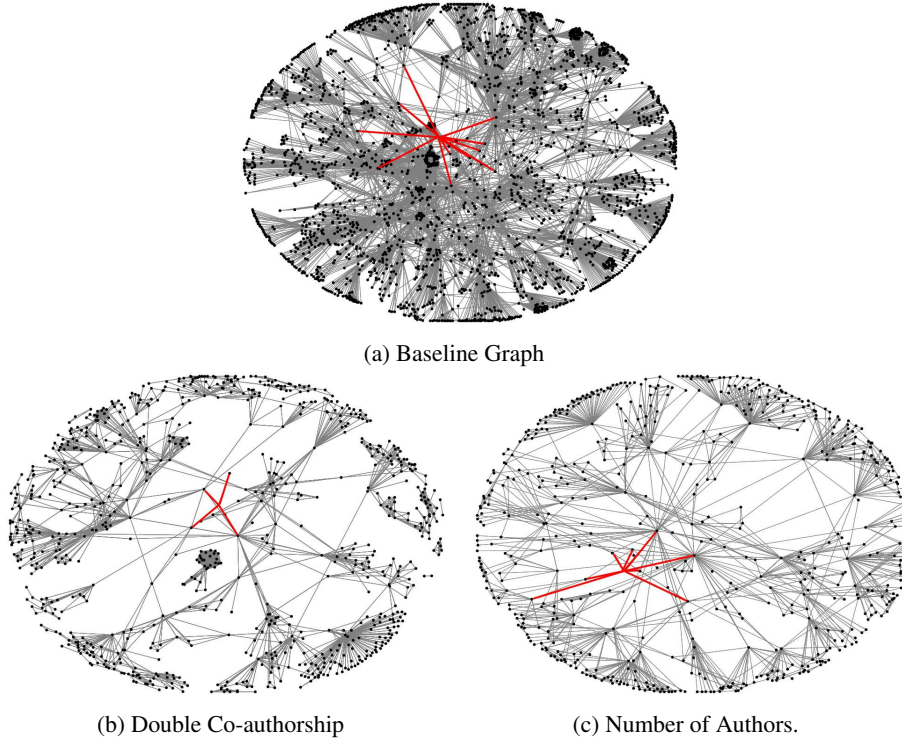 (a) Baseline Graph
(b) Double Co-authorship
(c) Number of Authors.